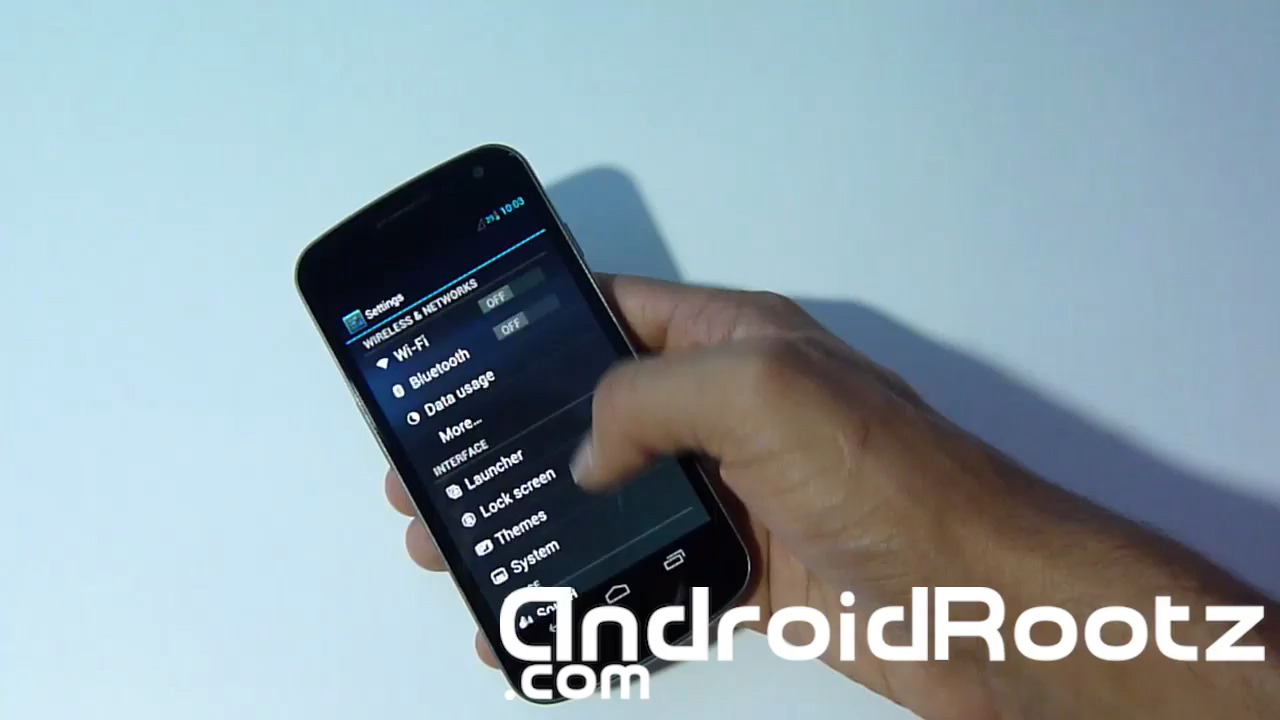 10:03
Settings
WIRELESS & NETWORKS
Wi-Fi OFF
Bluetooth OFF
Data usage
More...
INTERFACE
Launcher
Lock screen
Themes
System
AndroidRootz
.com